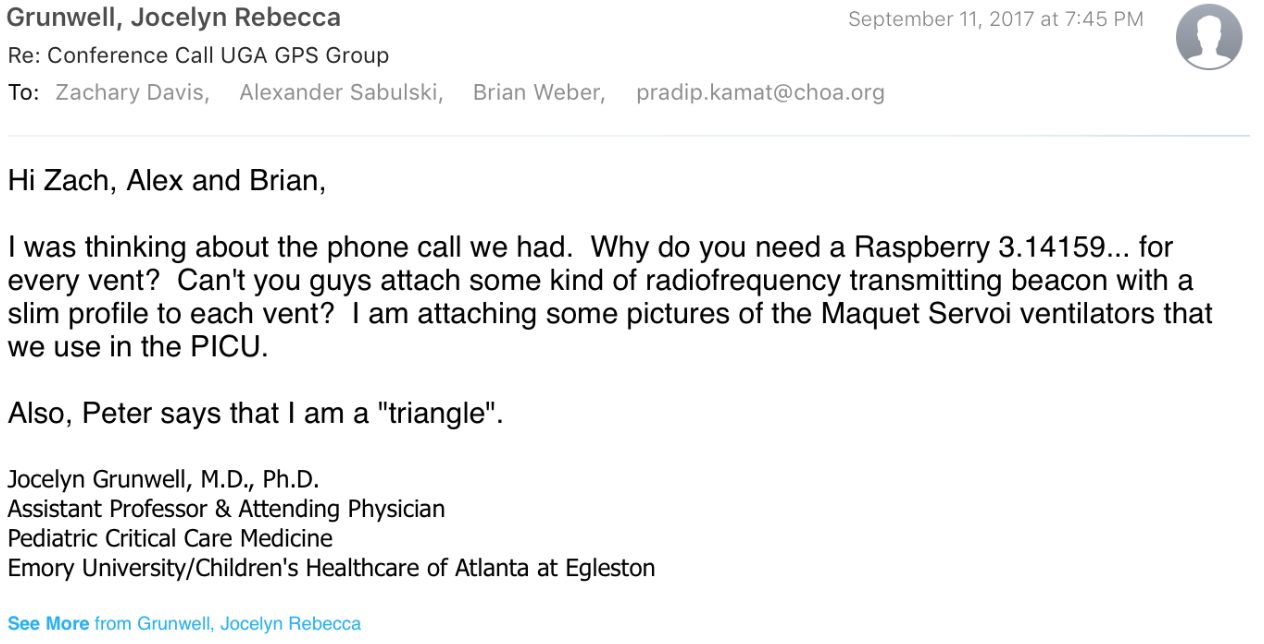 Grunwell, Jocelyn Rebecca
September 11, 2017 at 7:45 PM
Re: Conference Call UGA GPS Group
To: Zachary Davis, Alexander Sabulski, Brian Weber, pradip.kamat@choa.org
Hi Zach, Alex and Brian,
I was thinking about the phone call we had.  Why do you need a Raspberry 3.14159... for
every vent?  Can't you guys attach some kind of radiofrequency transmitting beacon with a
slim profile to each vent?  I am attaching some pictures of the Maquet Servoi ventilators that
we use in the PICU.
Also, Peter says that I am a "triangle".
Jocelyn Grunwell, M.D., Ph.D.
Assistant Professor & Attending Physician
Pediatric Critical Care Medicine
Emory University/Children's Healthcare of Atlanta at Egleston
See More from Grunwell, Jocelyn Rebecca